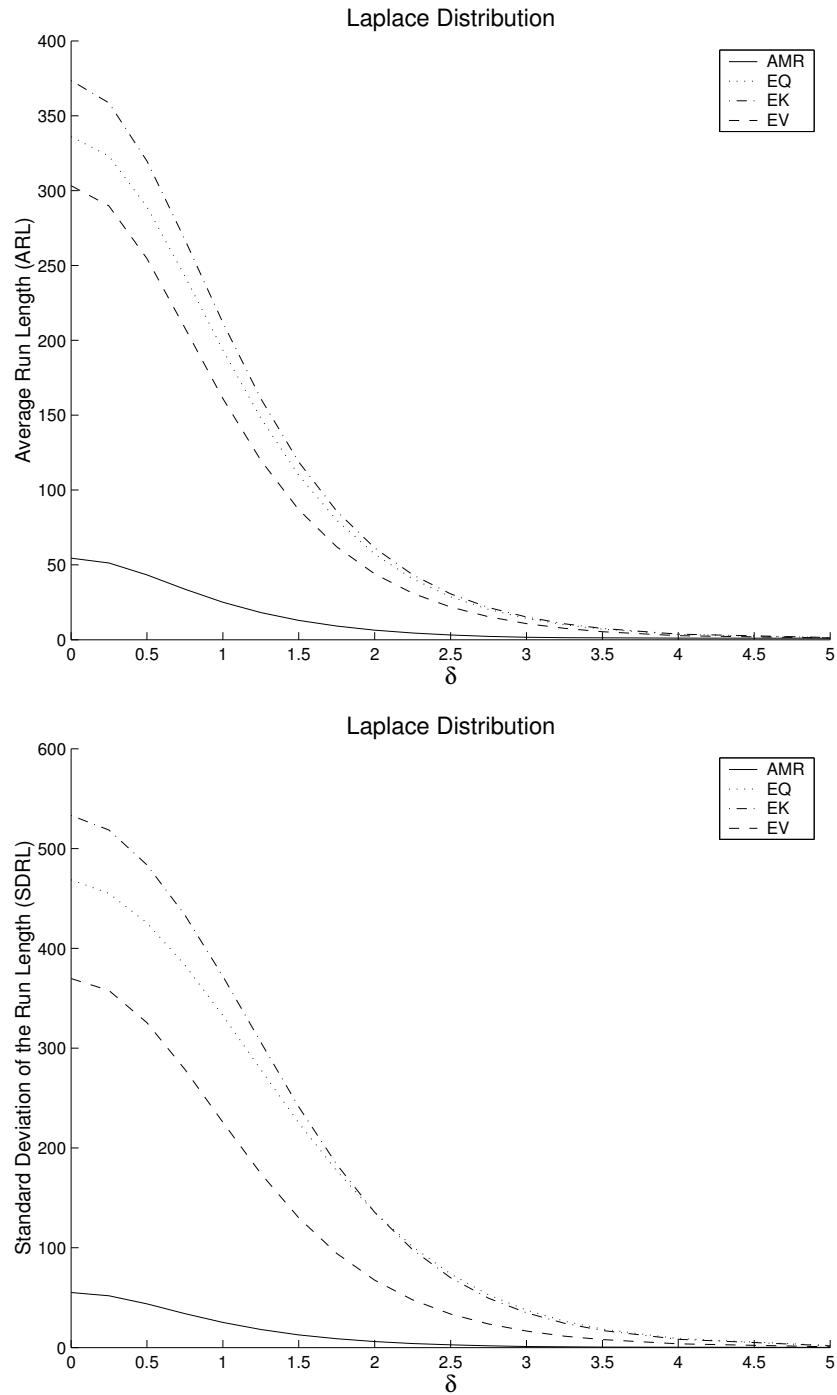 Laplace Distribution
400
350
300
250
200
150
100
50
0
Average Run Length (ARL)
AMR
EQ
EK
EV
0 0.5 1 1.5 2 2.5 3 3.5 4 4.5 5
δ
Laplace Distribution
600
500
400
300
200
100
0
Standard Deviation of the Run Length (SDRL)
AMR
EQ
EK
EV
0 0.5 1 1.5 2 2.5 3 3.5 4 4.5 5
δ